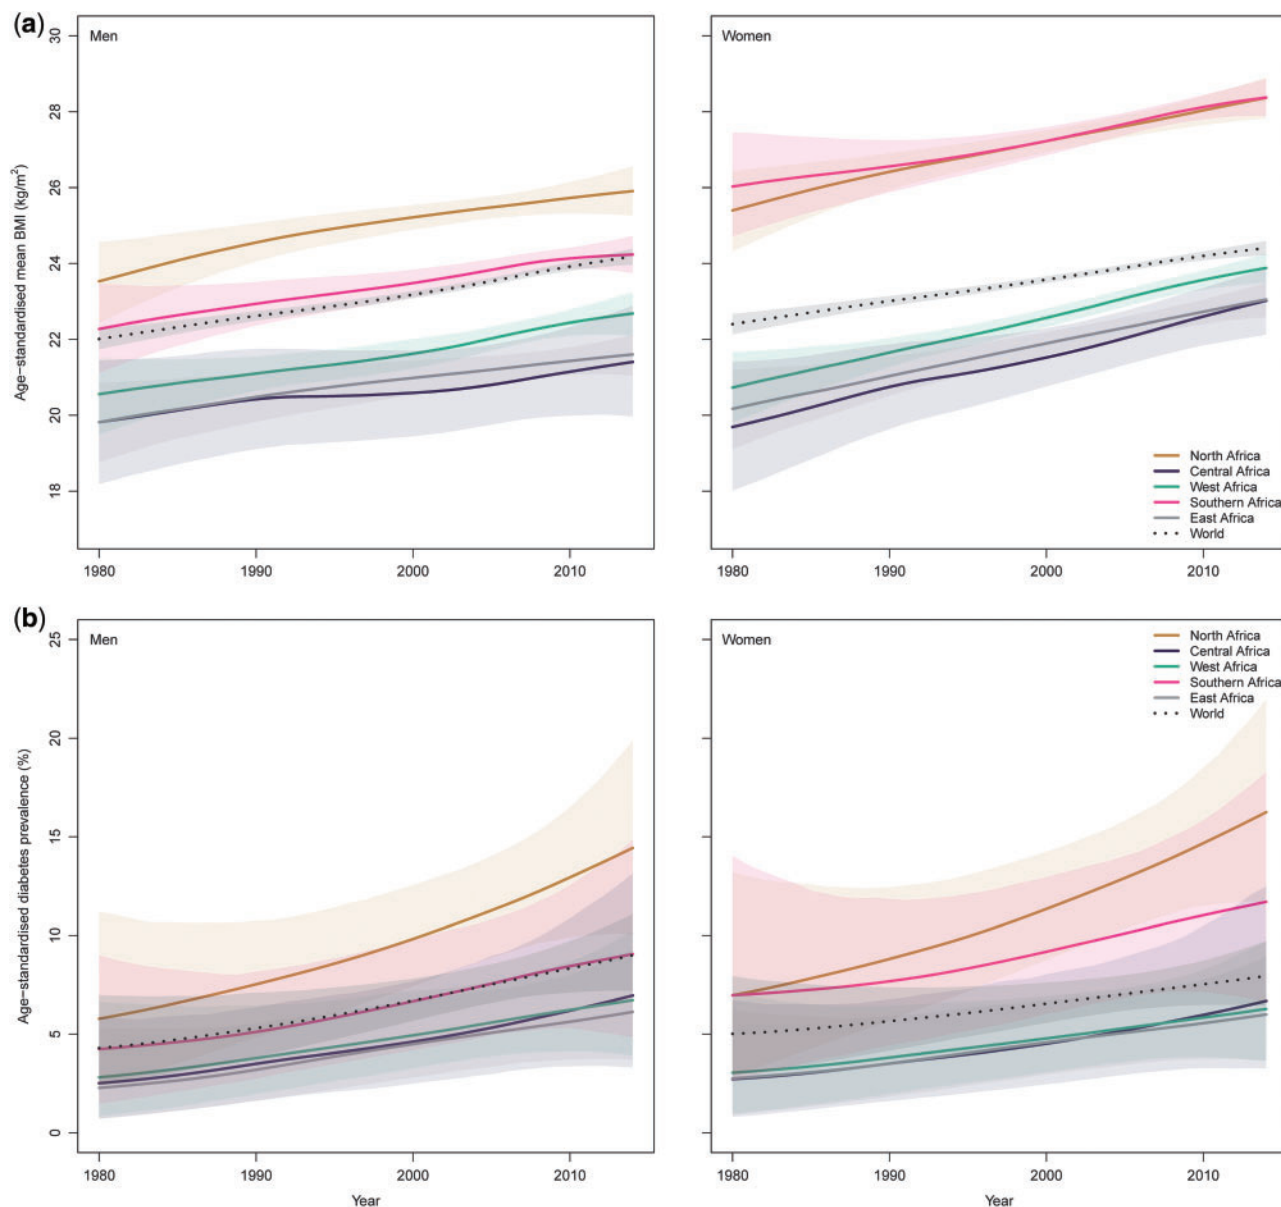 (a)
Men
Women
Age−standardised mean BMI (kg/m²)
30
28
26
24
22
20
18
North Africa
Central Africa
West Africa
Southern Africa
East Africa
World
1980
1990
2000
2010
1980
1990
2000
2010
(b)
Men
Women
Age−standardised diabetes prevalence (%)
25
20
15
10
5
0
North Africa
Central Africa
West Africa
Southern Africa
East Africa
World
1980
1990
2000
2010
1980
1990
2000
2010
Year
Year